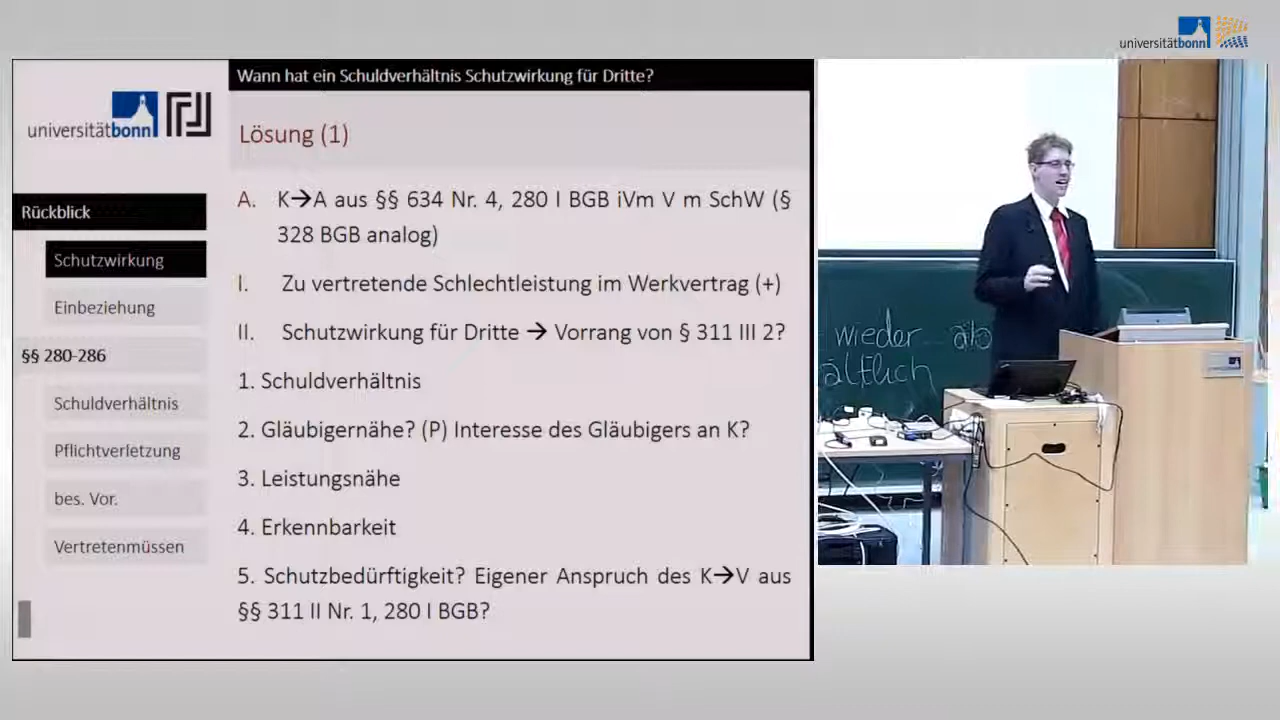 universitätbonn
Wann hat ein Schuldverhältnis Schutzwirkung für Dritte?
universitätbonn
Lösung (1)
A. K→A aus §§ 634 Nr. 4, 280 I BGB iVm V m SchW (§
328 BGB analog)
I. Zu vertretende Schlechtleistung im Werkvertrag (+)
II. Schutzwirkung für Dritte → Vorrang von § 311 III 2?
1. Schuldverhältnis
2. Gläubigernähe? (P) Interesse des Gläubigers an K?
3. Leistungsnähe
4. Erkennbarkeit
5. Schutzbedürftigkeit? Eigener Anspruch des K→V aus
§§ 311 II Nr. 1, 280 I BGB?
Rückblick
Schutzwirkung
Einbeziehung
§§ 280-286
Schuldverhältnis
Pflichtverletzung
bes. Vor.
Vertretenmüssen
wieder
ältlich